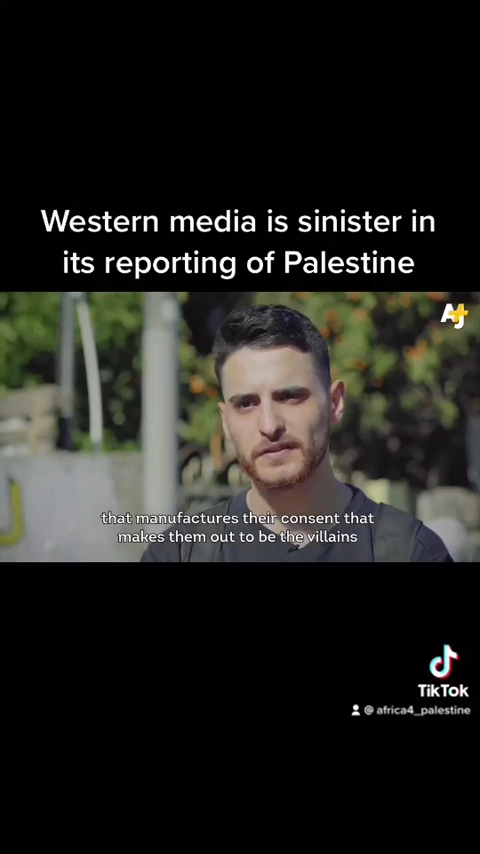 Western media is sinister in
its reporting of Palestine
AJ+
that manufactures their consent that
makes them out to be the villains
TikTok
@ africa4_palestine